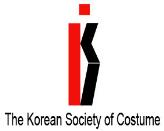 The Korean Society of Costume